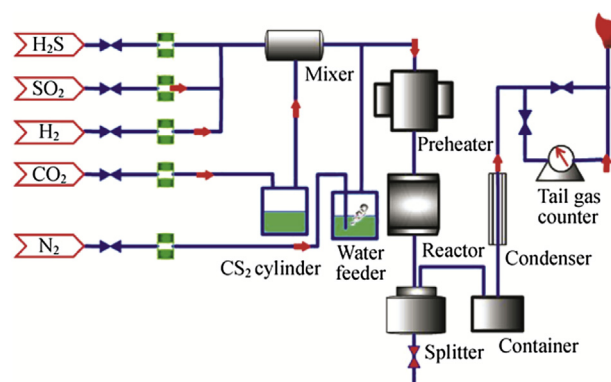 H₂S
SO₂
H₂
CO₂
N₂
Mixer
CS₂ cylinder
Water
feeder
Preheater
Reactor
Splitter
Container
Condenser
Tail gas
counter